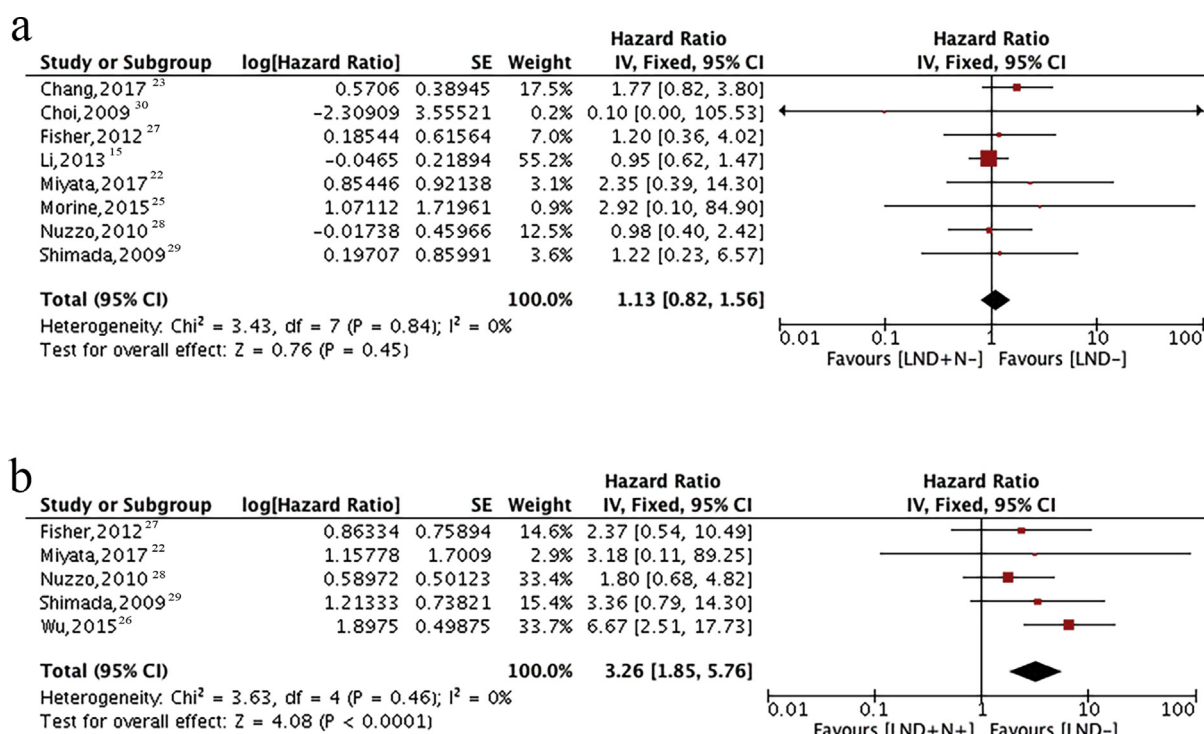 a
Hazard Ratio Hazard Ratio
Study or Subgroup log[Hazard Ratio] SE Weight IV, Fixed, 95% CI IV, Fixed, 95% CI
Chang,2017 23 0.5706 0.38945 17.5% 1.77 [0.82, 3.80]
Choi,2009 30 -2.30909 3.55521 0.2% 0.10 [0.00, 105.53]
Fisher,2012 27 0.18544 0.61564 7.0% 1.20 [0.36, 4.02]
Li,2013 15 -0.0465 0.21894 55.2% 0.95 [0.62, 1.47]
Miyata,2017 22 0.85446 0.92138 3.1% 2.35 [0.39, 14.30]
Morine,2015 25 1.07112 1.71961 0.9% 2.92 [0.10, 84.90]
Nuzzo,2010 28 -0.01738 0.45966 12.5% 0.98 [0.40, 2.42]
Shimada,2009 29 0.19707 0.85991 3.6% 1.22 [0.23, 6.57]
Total (95% CI) 100.0% 1.13 [0.82, 1.56]
Heterogeneity: Chi² = 3.43, df = 7 (P = 0.84); I² = 0%
Test for overall effect: Z = 0.76 (P = 0.45)
0.01 0.1 1 10 100
Favours [LND+N-] Favours [LND-]
b
Hazard Ratio Hazard Ratio
Study or Subgroup log[Hazard Ratio] SE Weight IV, Fixed, 95% CI IV, Fixed, 95% CI
Fisher,2012 27 0.86334 0.75894 14.6% 2.37 [0.54, 10.49]
Miyata,2017 22 1.15778 1.7009 2.9% 3.18 [0.11, 89.25]
Nuzzo,2010 28 0.58972 0.50123 33.4% 1.80 [0.68, 4.82]
Shimada,2009 29 1.21333 0.73821 15.4% 3.36 [0.79, 14.30]
Wu,2015 26 1.8975 0.49875 33.7% 6.67 [2.51, 17.73]
Total (95% CI) 100.0% 3.26 [1.85, 5.76]
Heterogeneity: Chi² = 3.63, df = 4 (P = 0.46); I² = 0%
Test for overall effect: Z = 4.08 (P < 0.0001)
0.01 0.1 1 10 100
Favours [LND+N+] Favours [LND-]